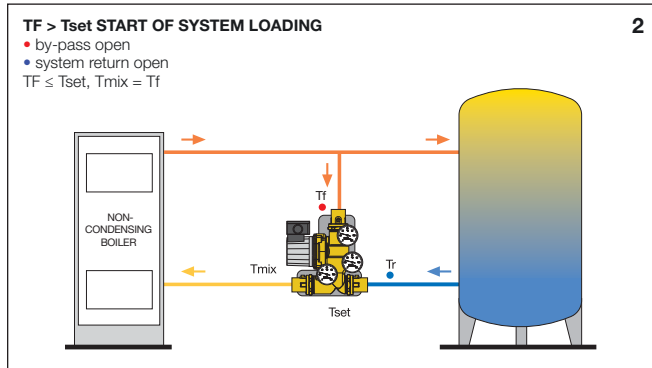 TF > Tset START OF SYSTEM LOADING
2
• by-pass open
• system return open
TF ≤ Tset, Tmix = Tf
Tf
NON-
CONDENSING
BOILER
Tmix
Tr
Tset